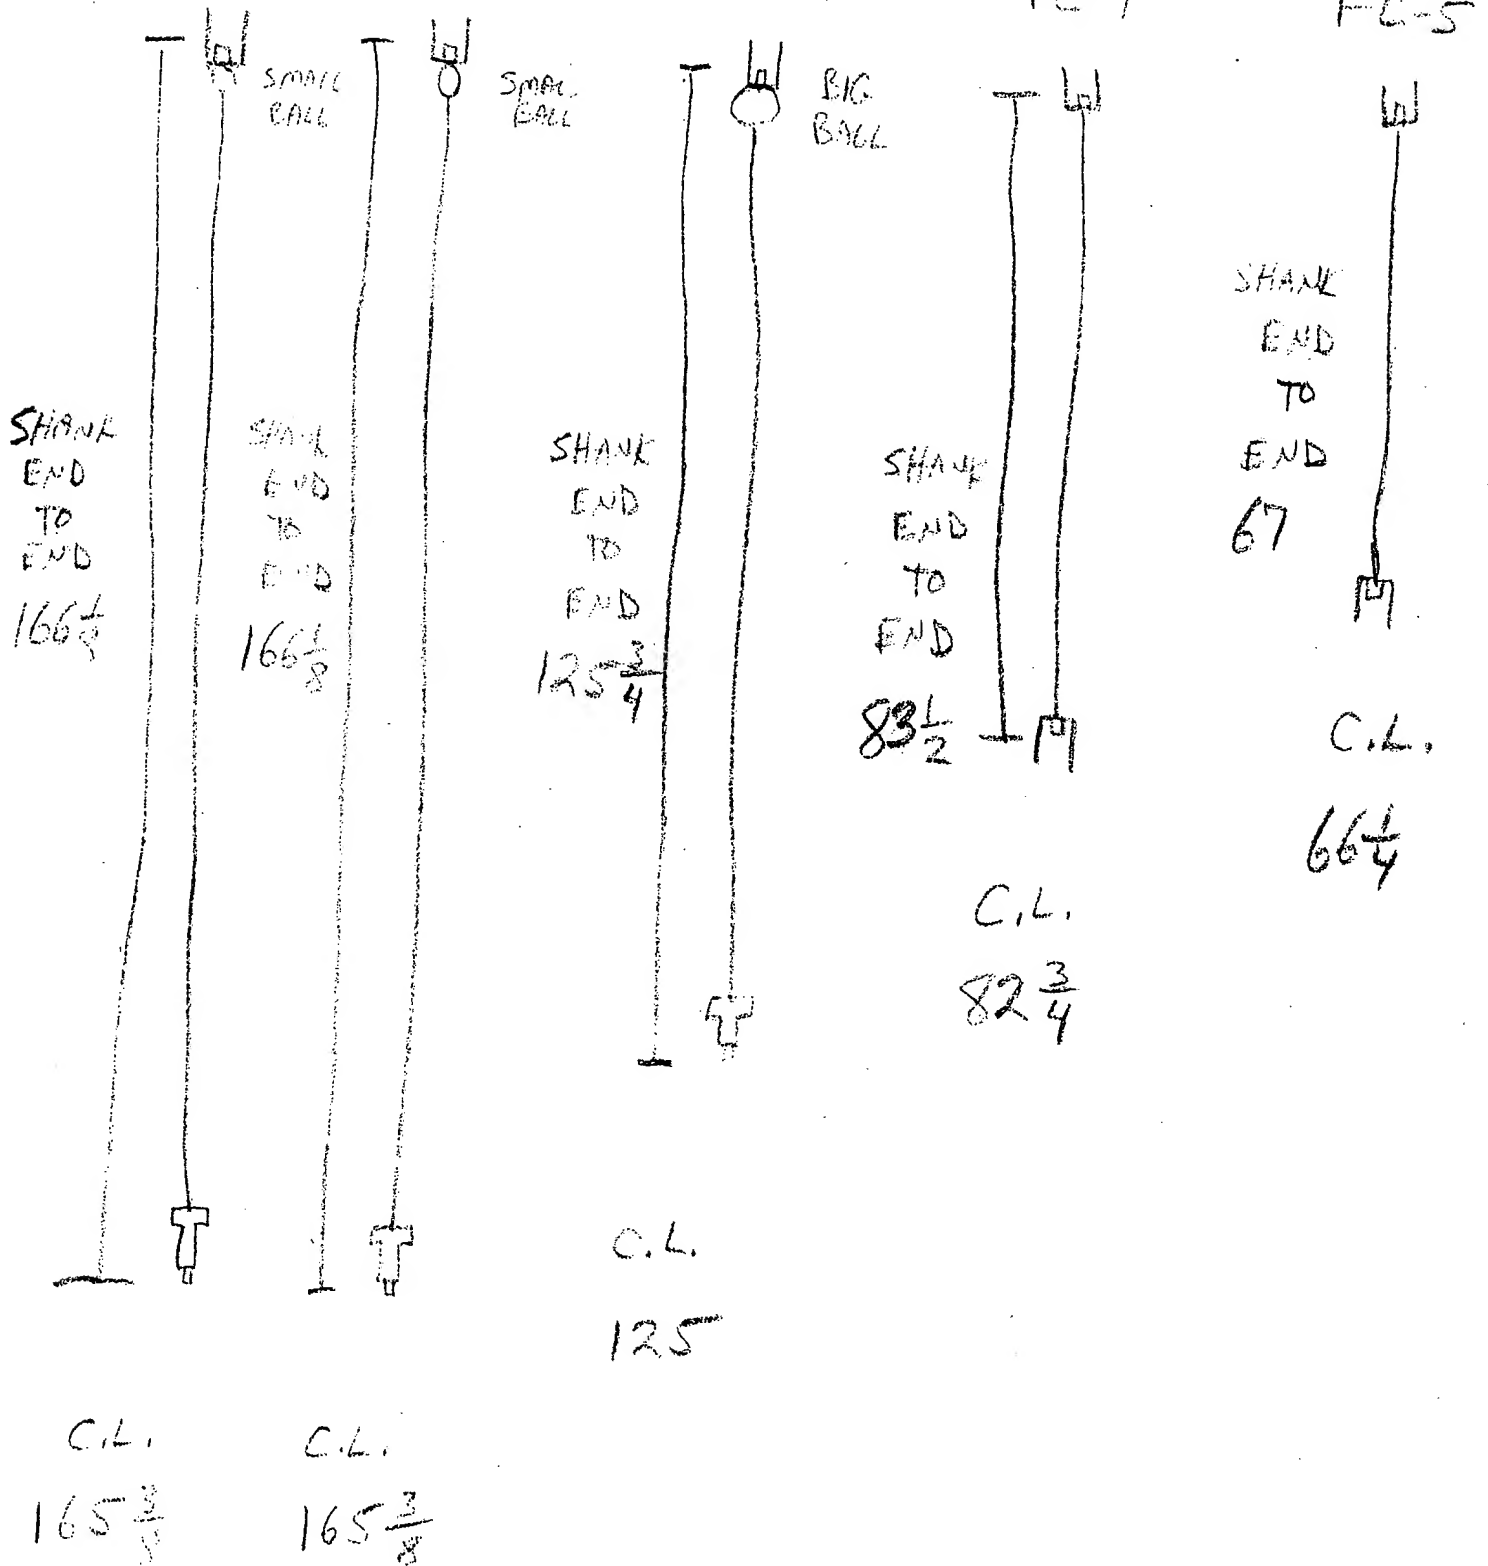 FC-5
SMALL
BALL
SMALL
BALL
BIG
BALL
SHANK
END
TO
END
166 1/8
SHANK
END
TO
END
166 1/8
SHANK
END
TO
END
125 3/4
SHANK
END
TO
END
83 1/2
SHANK
END
TO
END
67
C.L.
66 1/4
C.L.
82 3/4
C.L.
125
C.L.
165 3/8
C.L.
165 3/8